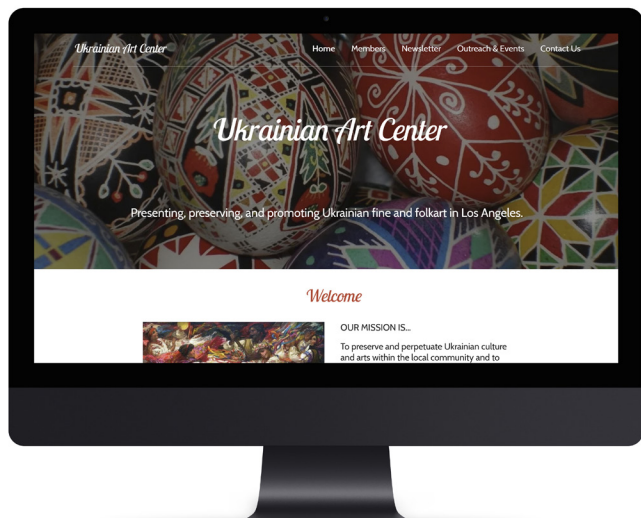 Ukrainian Art Center
Home Members Newsletter Outreach & Events Contact Us
Ukrainian Art Center
Presenting, preserving, and promoting Ukrainian fine and folkart in Los Angeles.
Welcome
OUR MISSION IS...
To preserve and perpetuate Ukrainian culture
and arts within the local community and to